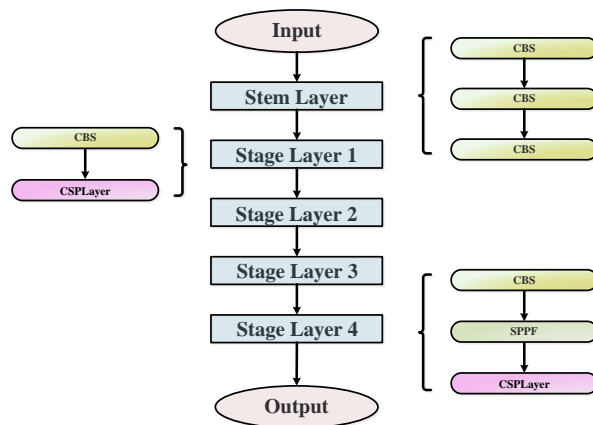 Input
Stem Layer
Stage Layer 1
Stage Layer 2
Stage Layer 3
Stage Layer 4
Output
CBS
CSPLayer
CBS
CBS
CBS
CBS
SPPF
CSPLayer